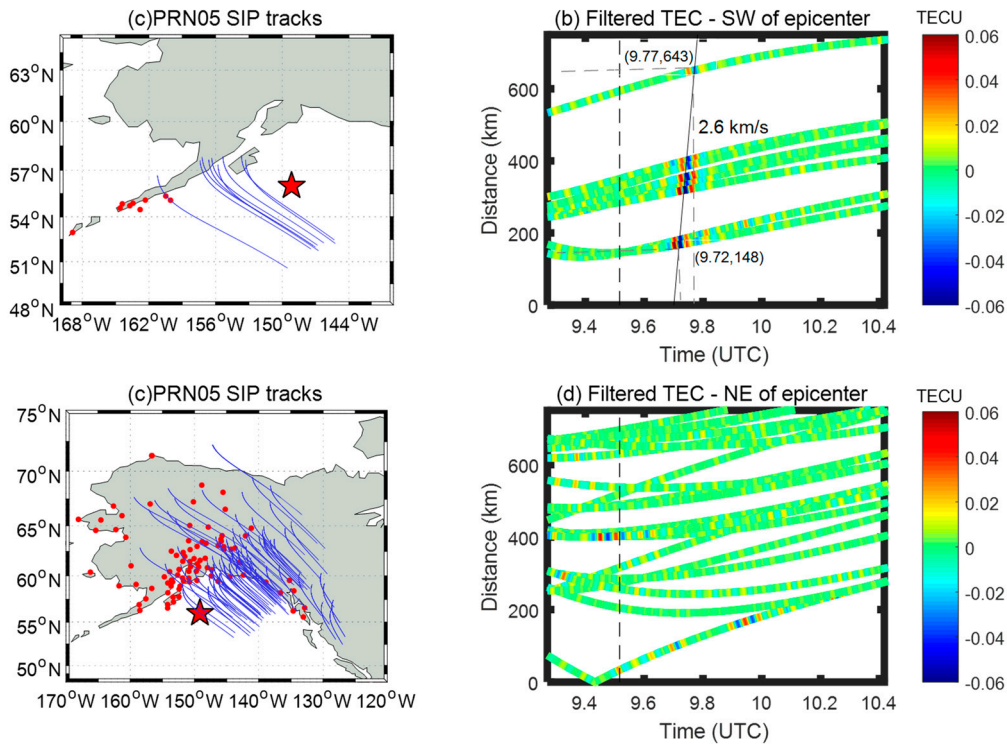 (c)PRN05 SIP tracks
63°N
60°N
57°N
54°N
51°N
48°N
168°W 162°W 156°W 150°W 144°W
(b) Filtered TEC - SW of epicenter
(9.77,643)
2.6 km/s
(9.72,148)
Distance (km)
600
400
200
0
9.4 9.6 9.8 10 10.2 10.4
Time (UTC)
TECU
0.06
0.04
0.02
0
-0.02
-0.04
-0.06
(c)PRN05 SIP tracks
75°N
70°N
65°N
60°N
55°N
50°N
170°W 160°W 150°W 140°W 130°W 120°W
(d) Filtered TEC - NE of epicenter
Distance (km)
600
400
200
0
9.4 9.6 9.8 10 10.2 10.4
Time (UTC)
TECU
0.06
0.04
0.02
0
-0.02
-0.04
-0.06